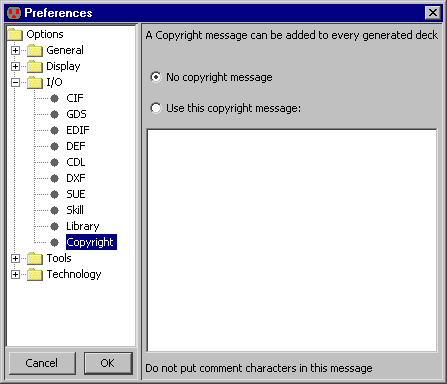 Preferences
Options
General
Display
I/O
CIF
GDS
EDIF
DEF
CDL
DXF
SUE
Skill
Library
Copyright
Tools
Technology
Cancel
OK
A Copyright message can be added to every generated deck
No copyright message
Use this copyright message:
Do not put comment characters in this message